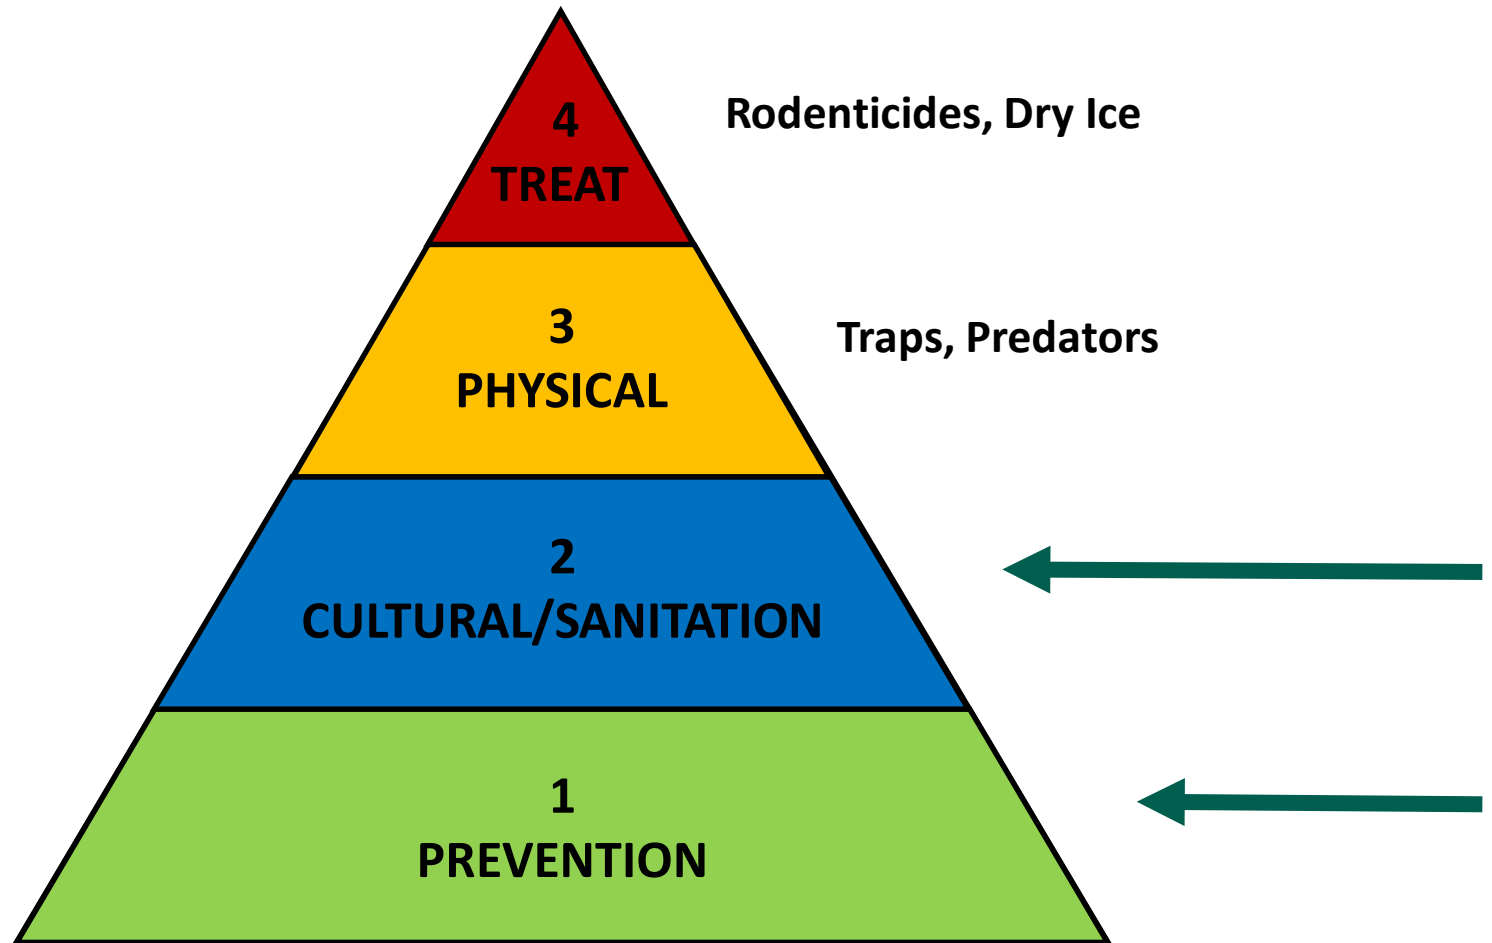 4
TREAT
Rodenticides, Dry Ice
3
PHYSICAL
Traps, Predators
2
CULTURAL/SANITATION
1
PREVENTION